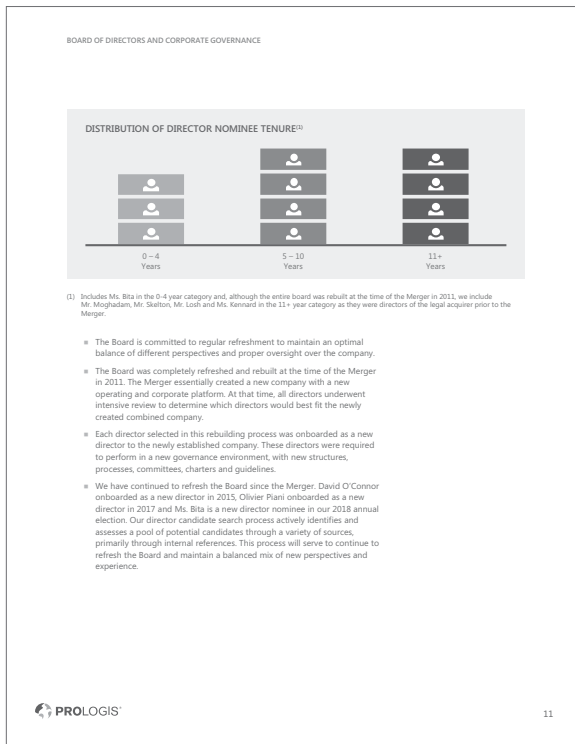 BOARD OF DIRECTORS AND CORPORATE GOVERNANCE
DISTRIBUTION OF DIRECTOR NOMINEE TENURE(1)
0 – 4
Years
5 – 10
Years
11+
Years
(1) Includes Ms. Bita in the 0-4 year category and, although the entire board was rebuilt at the time of the Merger in 2011, we include
Mr. Moghadam, Mr. Skelton, Mr. Losh and Ms. Kennard in the 11+ year category as they were directors of the legal acquirer prior to the
Merger.
■ The Board is committed to regular refreshment to maintain an optimal
balance of different perspectives and proper oversight over the company.
■ The Board was completely refreshed and rebuilt at the time of the Merger
in 2011. The Merger essentially created a new company with a new
operating and corporate platform. At that time, all directors underwent
intensive review to determine which directors would best fit the newly
created combined company.
■ Each director selected in this rebuilding process was onboarded as a new
director to the newly established company. These directors were required
to perform in a new governance environment, with new structures,
processes, committees, charters and guidelines.
■ We have continued to refresh the Board since the Merger. David O'Connor
onboarded as a new director in 2015, Olivier Piani onboarded as a new
director in 2017 and Ms. Bita is a new director nominee in our 2018 annual
election. Our director candidate search process actively identifies and
assesses a pool of potential candidates through a variety of sources,
primarily through internal references. This process will serve to continue to
refresh the Board and maintain a balanced mix of new perspectives and
experience.
PROLOGIS
11